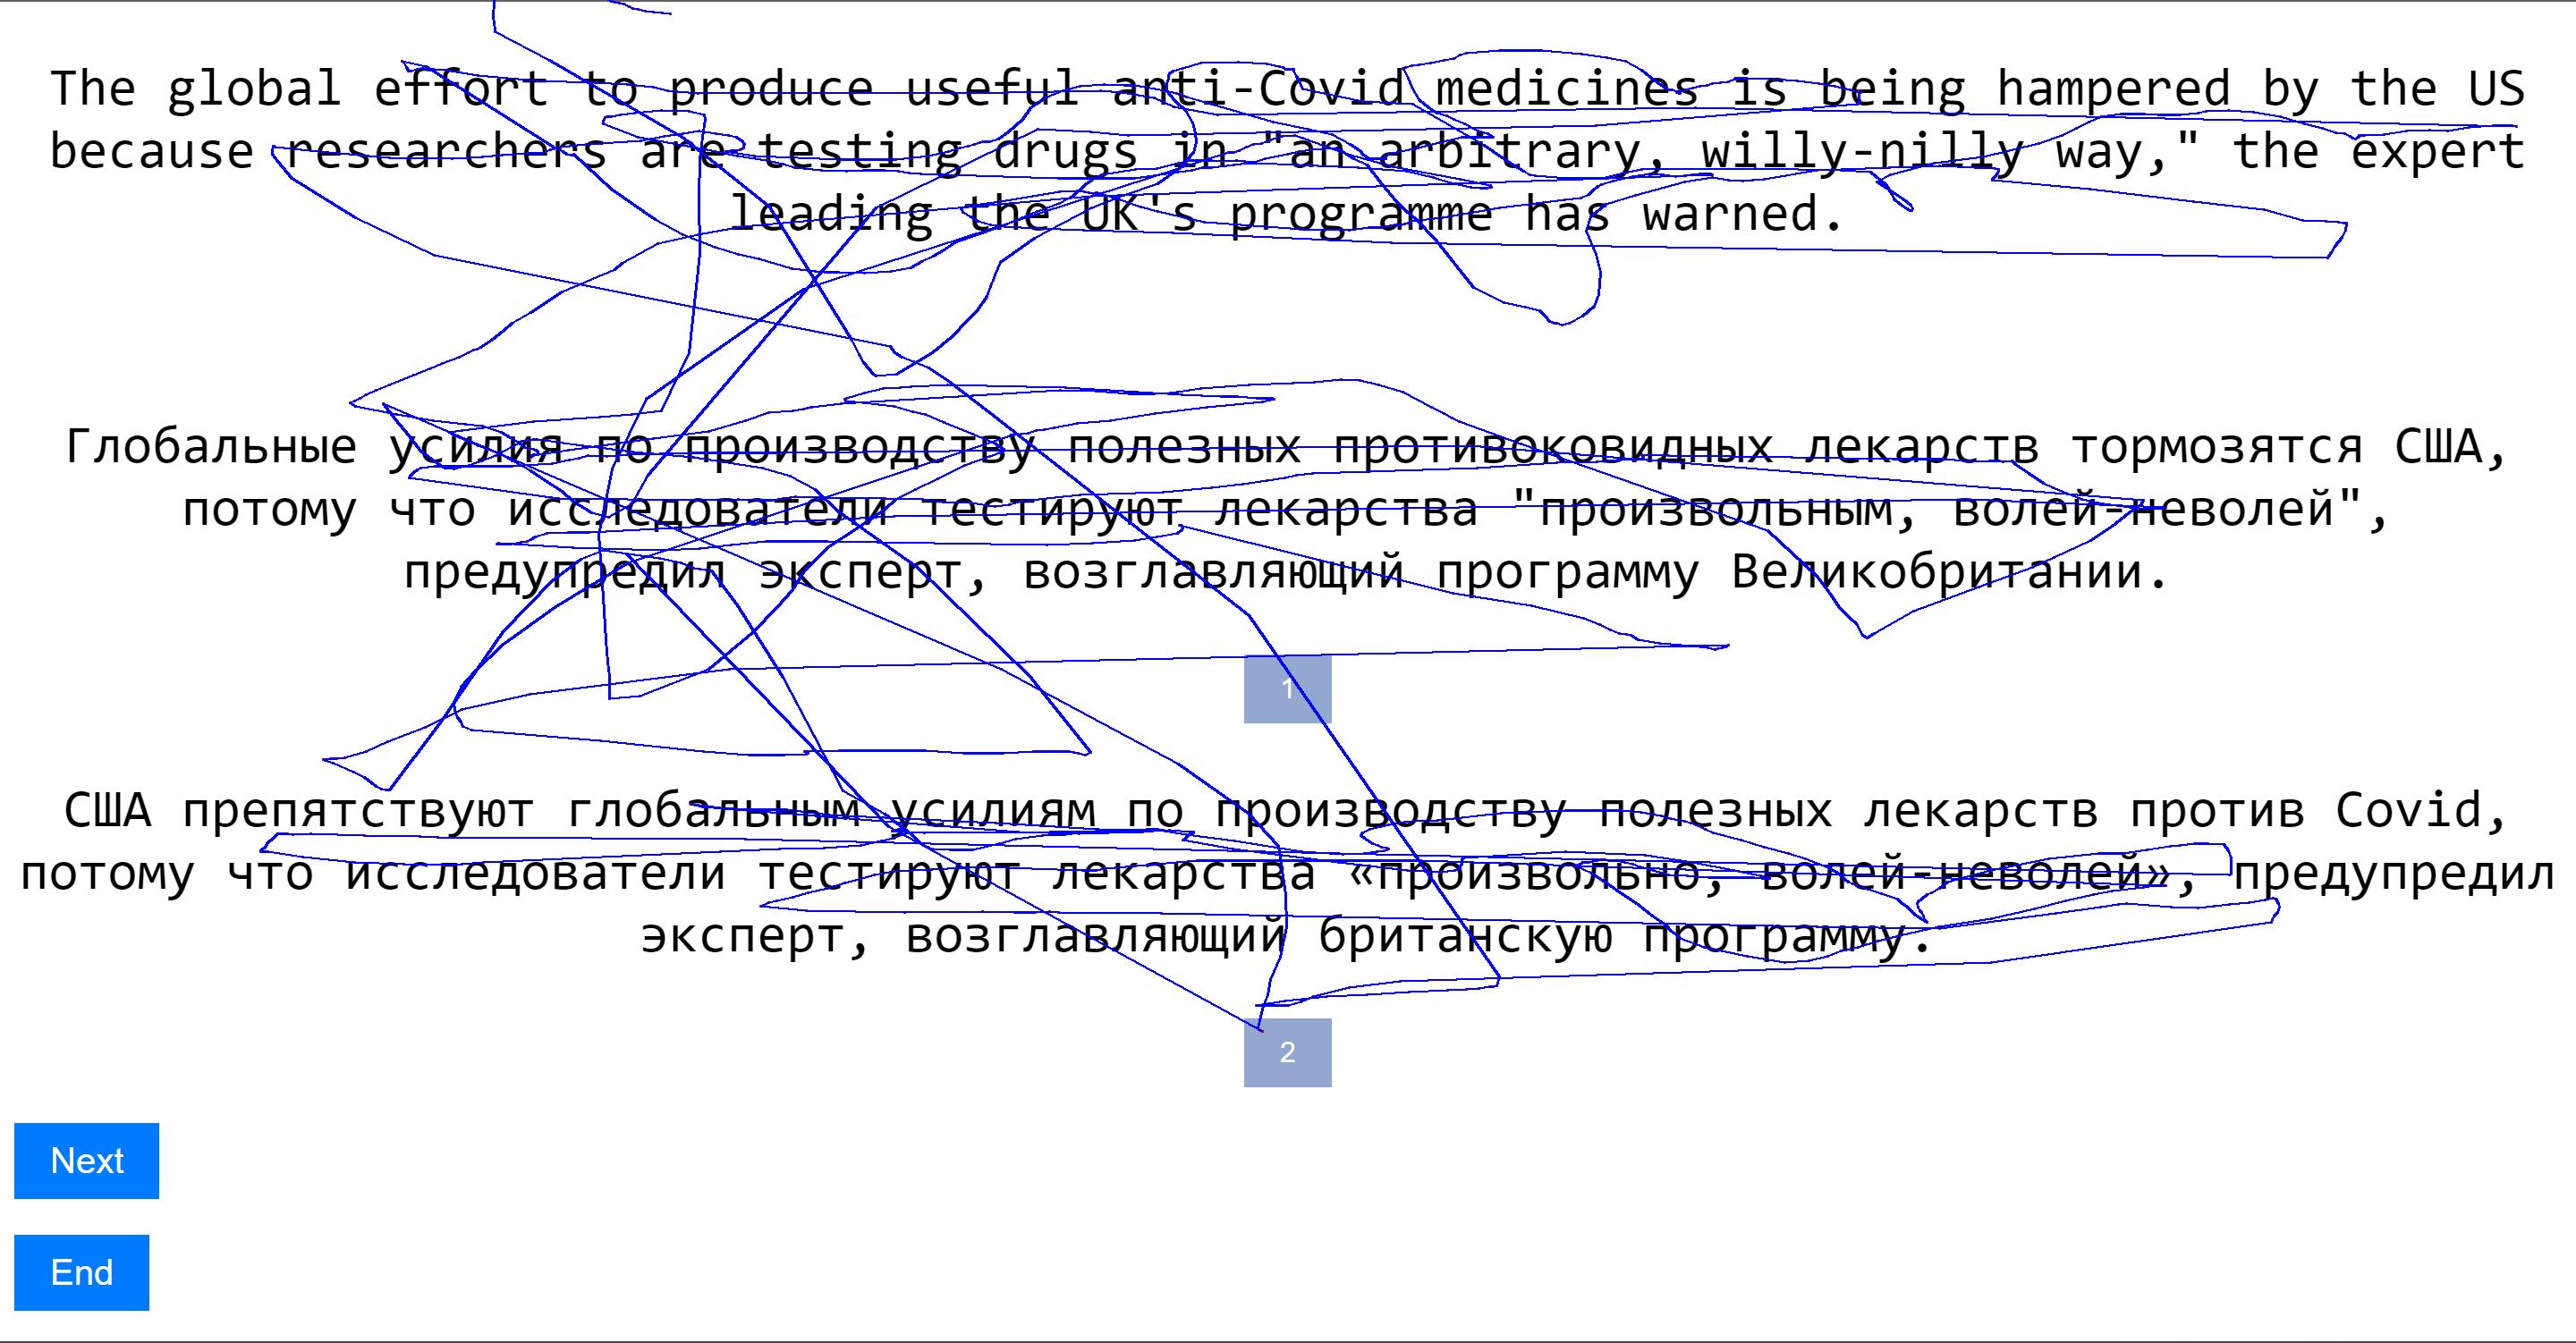 The global effort to produce useful anti-Covid medicines is being hampered by the US
because researchers are testing drugs in "an arbitrary, willy-nilly way," the expert
leading the UK's programme has warned.
Глобальные усилия по производству полезных противоковидных лекарств тормозятся США,
потому что исследователи тестируют лекарства "произвольным, волей-неволей",
предупредил эксперт, возглавляющий программу Великобритании.
1
США препятствуют глобальным усилиям по производству полезных лекарств против Covid,
потому что исследователи тестируют лекарства «произвольно, волей-неволей», предупредил
эксперт, возглавляющий британскую программу.
2
Next
End